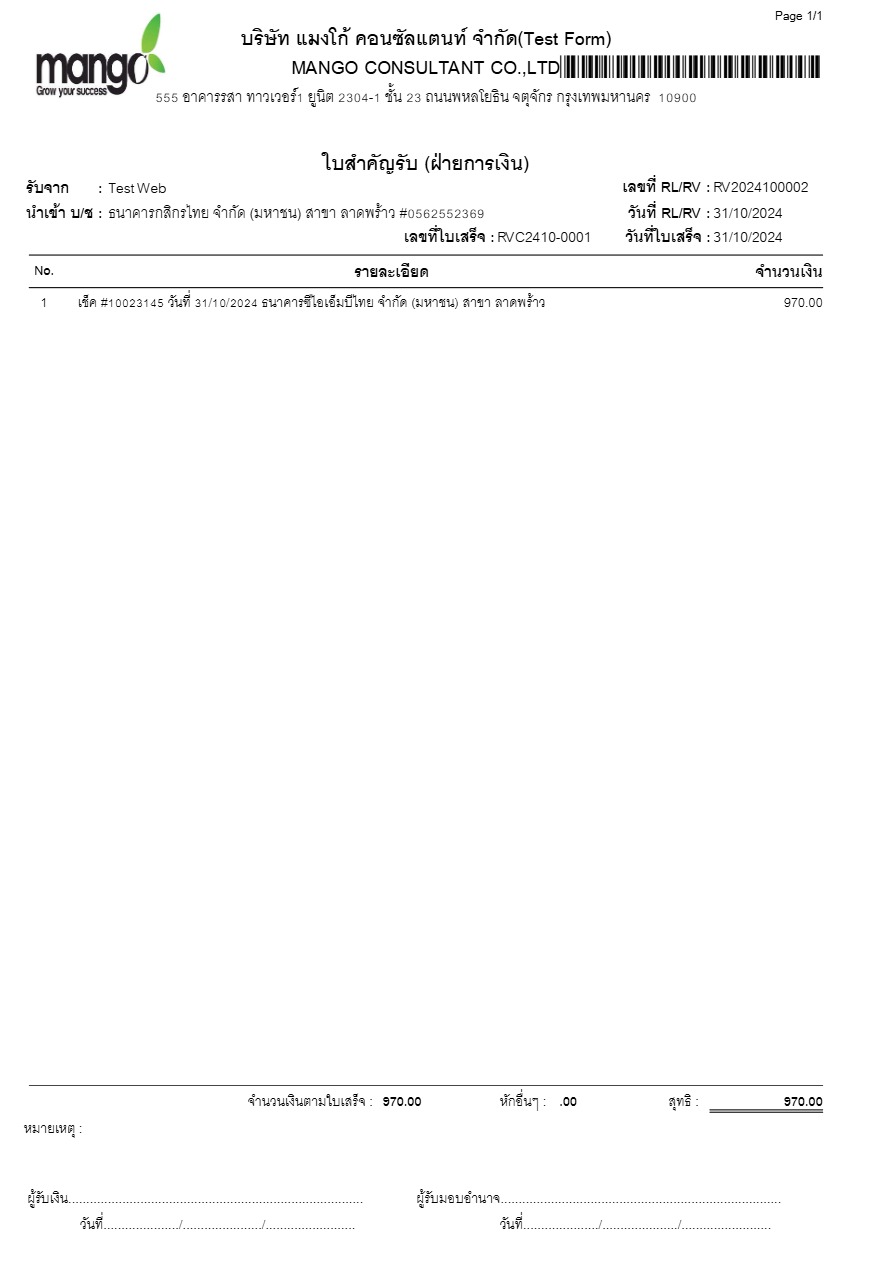 Page 1/1
mango
Grow your success
บริษัท แมงโก้ คอนซัลแตนท์ จำกัด(Test Form)
MANGO CONSULTANT CO.,LTD
555 อาคารรสา ทาวเวอร์1 ยูนิต 2304-1 ชั้น 23 ถนนพหลโยธิน จตุจักร กรุงเทพมหานคร 10900
ใบสำคัญรับ (ฝ่ายการเงิน)
รับจาก : Test Web เลขที่ RL/RV : RV2024100002
นำเข้า บ/ช : ธนาคารกสิกรไทย จำกัด (มหาชน) สาขา ลาดพร้าว #0562552369 วันที่ RL/RV : 31/10/2024
เลขที่ใบเสร็จ : RVC2410-0001 วันที่ใบเสร็จ : 31/10/2024
No. รายละเอียด จำนวนเงิน
1 เช็ค #10023145 วันที่ 31/10/2024 ธนาคารซีไอเอ็มบีไทย จำกัด (มหาชน) สาขา ลาดพร้าว 970.00
จำนวนเงินตามใบเสร็จ : 970.00 หักอื่นๆ : .00 สุทธิ : 970.00
หมายเหตุ :
ผู้รับเงิน.................................................................................. ผู้รับมอบอำนาจ..............................................................................
วันที่...................../....................../......................... วันที่...................../....................../.........................